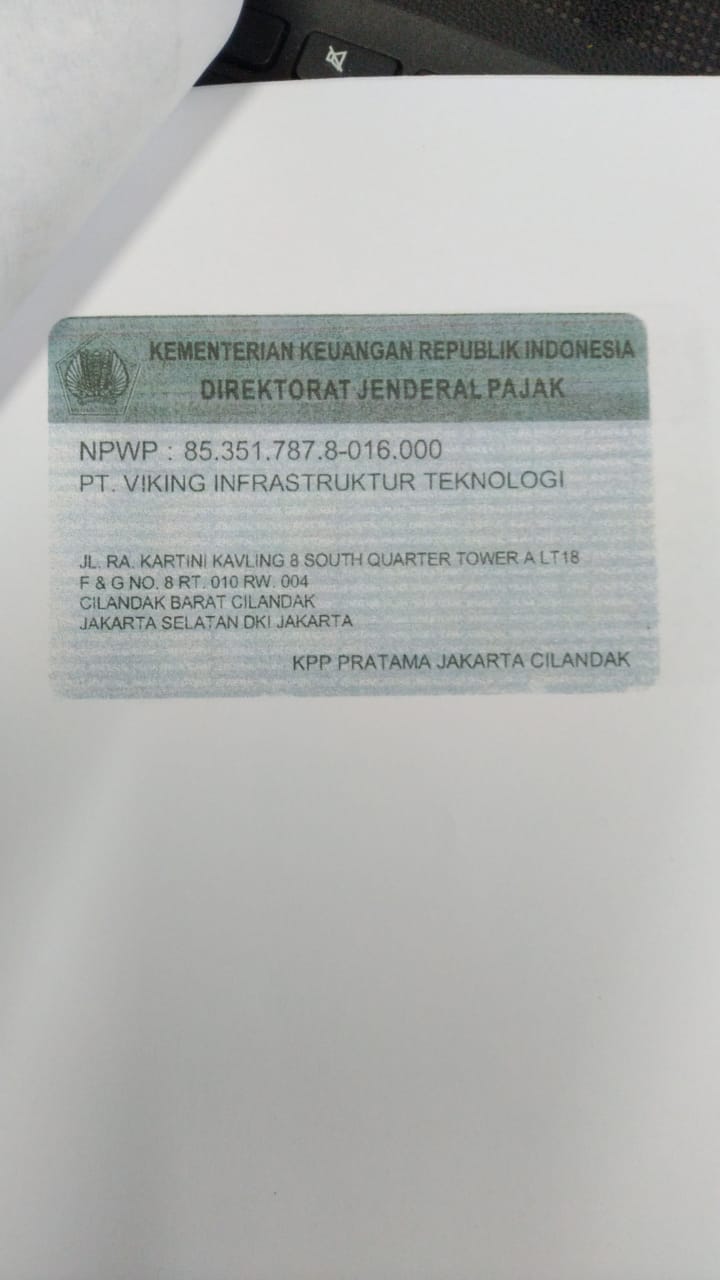 KEMENTERIAN KEUANGAN REPUBLIK INDONESIA
DIREKTORAT JENDERAL PAJAK
NPWP : 85.351.787.8-016.000
PT. VIKING INFRASTRUKTUR TEKNOLOGI
JL. RA. KARTINI KAVLING 8 SOUTH QUARTER TOWER A LT18
F & G NO. 8 RT. 010 RW. 004
CILANDAK BARAT CILANDAK
JAKARTA SELATAN DKI JAKARTA
KPP PRATAMA JAKARTA CILANDAK